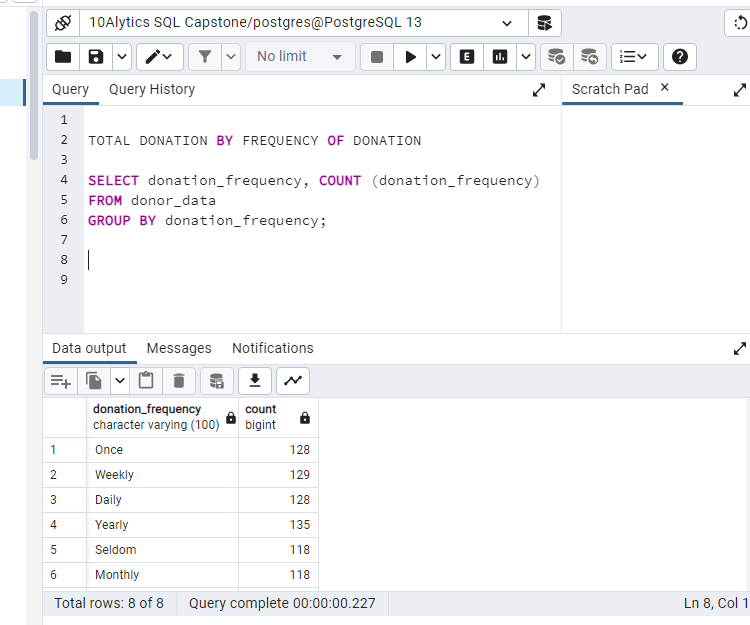 10Alytics SQL Capstone/postgres@PostgreSQL 13
No limit
E
Query
Query History
Scratch Pad
1
2 TOTAL DONATION BY FREQUENCY OF DONATION
3
4 SELECT donation_frequency, COUNT (donation_frequency)
5 FROM donor_data
6 GROUP BY donation_frequency;
7
8
9
Data output
Messages
Notifications
donation_frequency count
character varying (100) bigint
1 Once 128
2 Weekly 129
3 Daily 128
4 Yearly 135
5 Seldom 118
6 Monthly 118
Total rows: 8 of 8 Query complete 00:00:00.227 Ln 8, Col 1